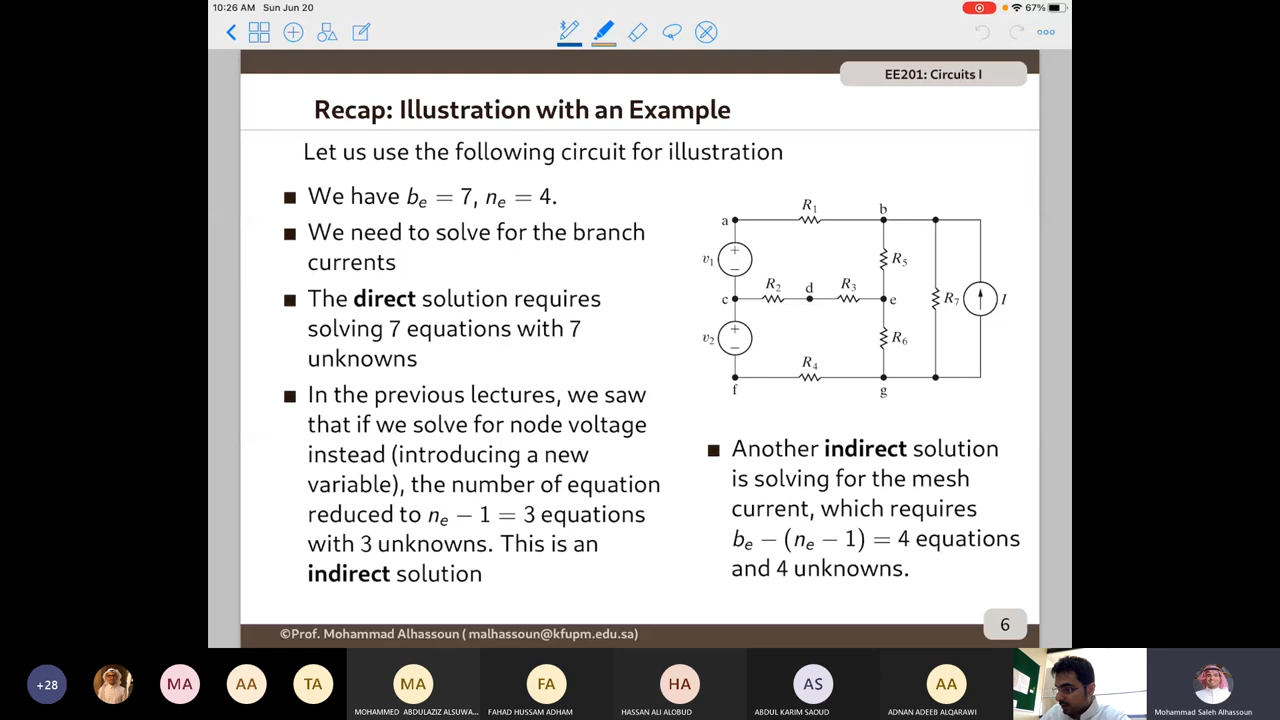 10:26 AM Sun Jun 20
67%
EE201: Circuits I
Recap: Illustration with an Example
Let us use the following circuit for illustration
■ We have bₑ = 7, nₑ = 4.
■ We need to solve for the branch
currents
■ The direct solution requires
solving 7 equations with 7
unknowns
■ In the previous lectures, we saw
that if we solve for node voltage
instead (introducing a new
variable), the number of equation
reduced to nₑ − 1 = 3 equations
with 3 unknowns. This is an
indirect solution
R₁
a
b
+
v₁
−
R₅
R₂
d
R₃
c
e
R₇
I
+
v₂
−
R₆
R₄
f
g
■ Another indirect solution
is solving for the mesh
current, which requires
bₑ − (nₑ − 1) = 4 equations
and 4 unknowns.
6
©Prof. Mohammad Alhassoun ( malhassoun@kfupm.edu.sa)
+28
MA
AA
TA
MA
FA
HA
AS
AA
MOHAMMED ABDULAZIZ ALSUWA...
FAHAD HUSSAM ADHAM
HASSAN ALI ALOBUD
ABDUL KARIM SAOUD
ADNAN ADEEB ALQARAWI
Mohammad Saleh Alhassoun